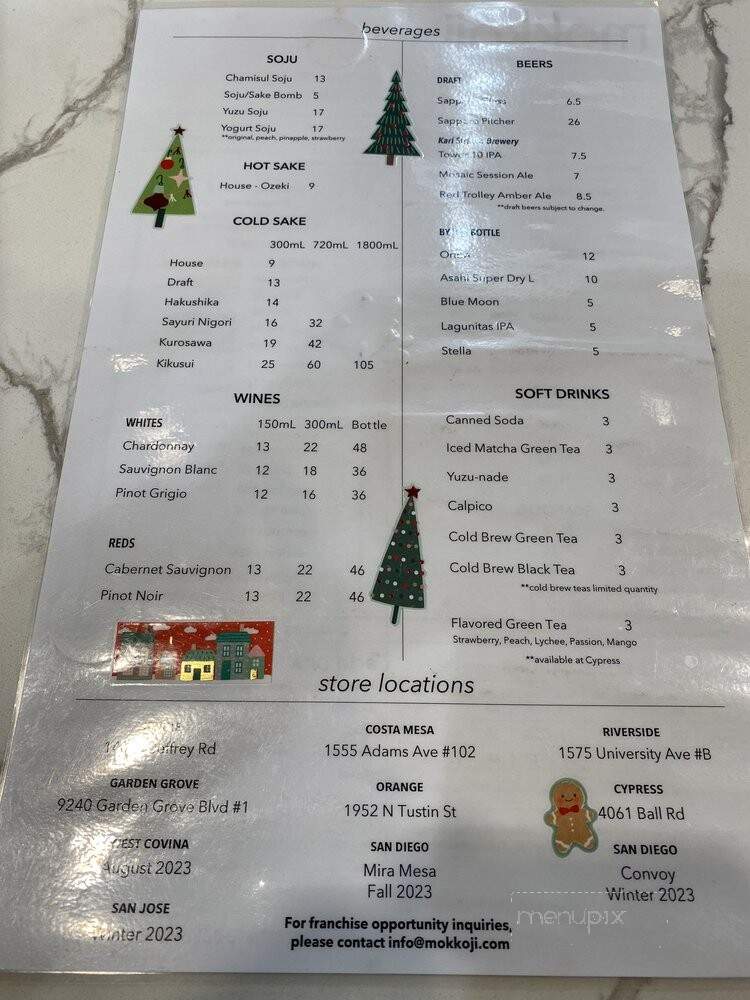 beverages
SOJU
Chamisul Soju 13
Soju/Sake Bomb 5
Yuzu Soju 17
Yogurt Soju 17
**original, peach, pinapple, strawberry
HOT SAKE
House - Ozeki 9
COLD SAKE
300mL 720mL 1800mL
House 9
Draft 13
Hakushika 14
Sayuri Nigori 16 32
Kurosawa 19 42
Kikusui 25 60 105
WINES
WHITES 150mL 300mL Bottle
Chardonnay 13 22 48
Sauvignon Blanc 12 18 36
Pinot Grigio 12 16 36
REDS
Cabernet Sauvignon 13 22 46
Pinot Noir 13 22 46
BEERS
DRAFT
6.5
Sapporo Pitcher 26
Karl Brewery
Tower 10 IPA 7.5
Mosaic Session Ale 7
Red Trolley Amber Ale 8.5
**draft beers subject to change.
BY BOTTLE
12
Asahi Super Dry L 10
Blue Moon 5
Lagunitas IPA 5
Stella 5
SOFT DRINKS
Canned Soda 3
Iced Matcha Green Tea 3
Yuzu-nade 3
Calpico 3
Cold Brew Green Tea 3
Cold Brew Black Tea 3
**cold brew teas limited quantity
Flavored Green Tea 3
Strawberry, Peach, Lychee, Passion, Mango
**available at Cypress
store locations
Rd
COSTA MESA
1555 Adams Ave #102
RIVERSIDE
1575 University Ave #B
GARDEN GROVE
9240 Garden Grove Blvd #1
ORANGE
1952 N Tustin St
CYPRESS
4061 Ball Rd
WEST COVINA
August 2023
SAN DIEGO
Mira Mesa
Fall 2023
SAN DIEGO
Convoy
Winter 2023
SAN JOSE
Winter 2023
For franchise opportunity inquiries,
please contact info@mokkoji.com
menupix